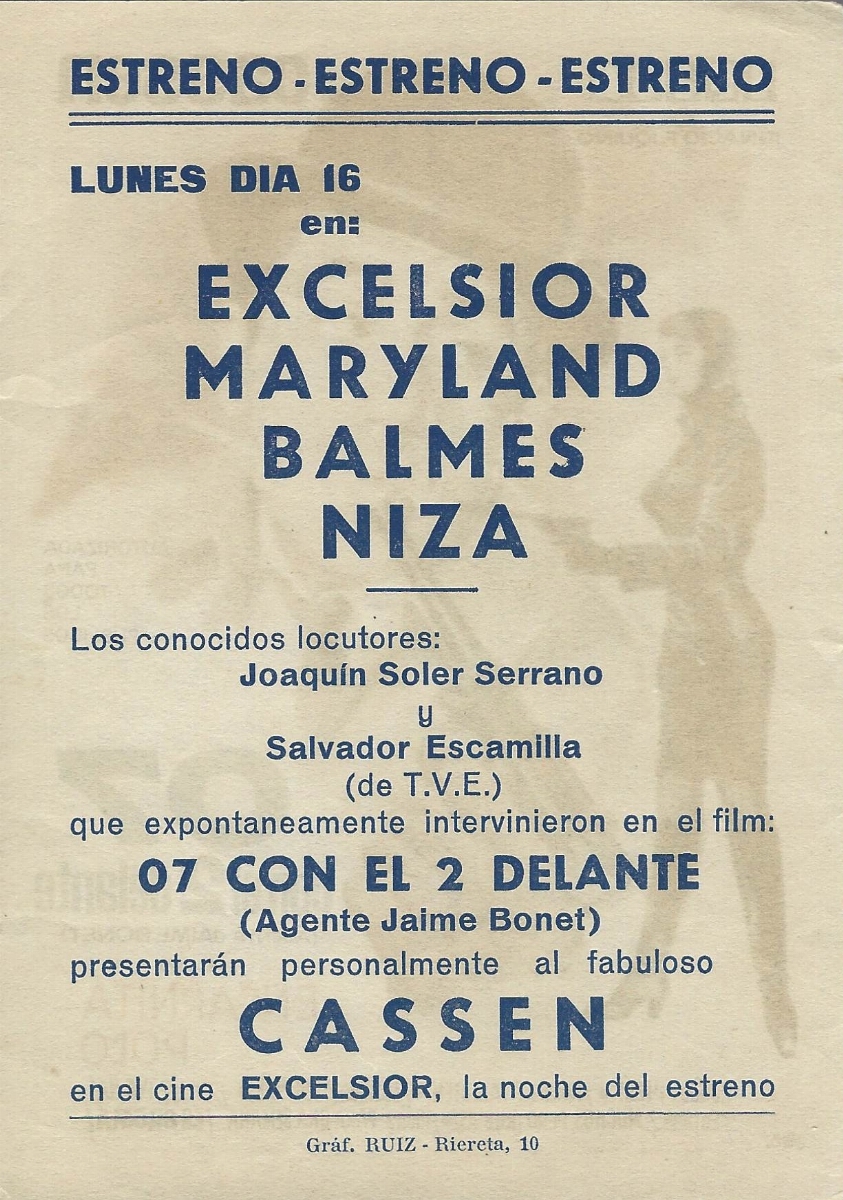 ESTRENO - ESTRENO - ESTRENO
LUNES DIA 16
en:
EXCELSIOR
MARYLAND
BALMES
NIZA
Los conocidos locutores:
Joaquín Soler Serrano
y
Salvador Escamilla
(de T.V.E.)
que expontaneamente intervinieron en el film:
07 CON EL 2 DELANTE
(Agente Jaime Bonet)
presentarán personalmente al fabuloso
CASSEN
en el cine EXCELSIOR, la noche del estreno
Gráf. RUIZ - Riereta, 10